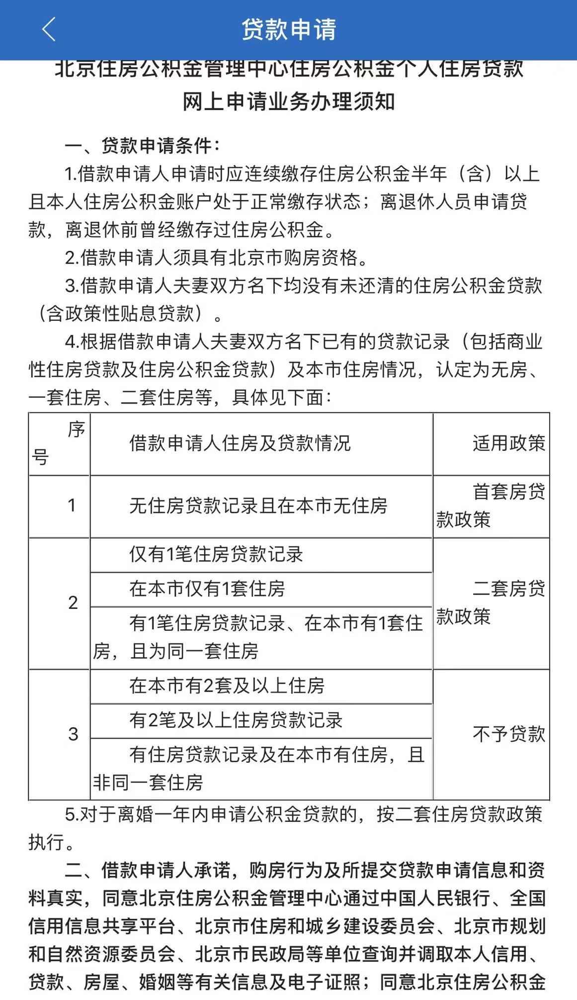 贷款申请
北京住房公积金管理中心住房公积金个人住房贷款
网上申请业务办理须知
一、贷款申请条件：
1.借款申请人申请时应连续缴存住房公积金半年（含）以上
且本人住房公积金账户处于正常缴存状态；离退休人员申请贷
款，离退休前曾经缴存过住房公积金。
2.借款申请人须具有北京市购房资格。
3.借款申请人夫妻双方名下均没有未还清的住房公积金贷款
（含政策性贴息贷款）。
4.根据借款申请人夫妻双方名下已有的贷款记录（包括商业
性住房贷款及住房公积金贷款）及本市住房情况，认定为无房、
一套住房、二套住房等，具体见下面：
序
号
借款申请人住房及贷款情况
适用政策
1
无住房贷款记录且在本市无住房
首套房贷
款政策
2
仅有1笔住房贷款记录
在本市仅有1套住房
有1笔住房贷款记录、在本市有1套住
房，且为同一套住房
二套房贷
款政策
3
在本市有2套及以上住房
有2笔及以上住房贷款记录
有住房贷款记录及在本市有住房，且
非同一套住房
不予贷款
5.对于离婚一年内申请公积金贷款的，按二套住房贷款政策
执行。
二、借款申请人承诺，购房行为及所提交贷款申请信息和资
料真实，同意北京住房公积金管理中心通过中国人民银行、全国
信用信息共享平台、北京市住房和城乡建设委员会、北京市规划
和自然资源委员会、北京市民政局等单位查询并调取本人信用、
贷款、房屋、婚姻等有关信息及电子证照；同意北京住房公积金